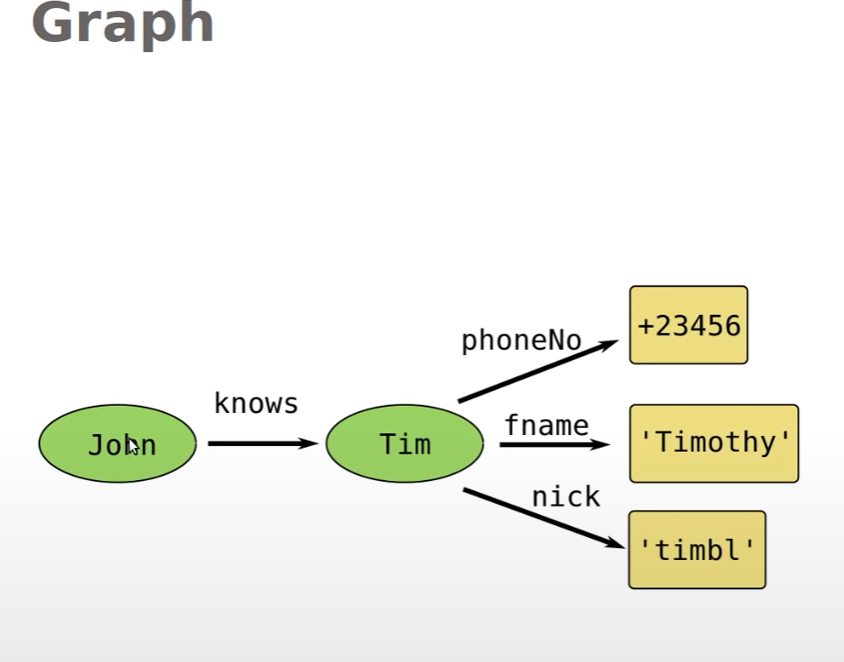 Graph
+23456
phoneNo
knows
fname
John
Tim
'Timothy'
nick
'timbl'